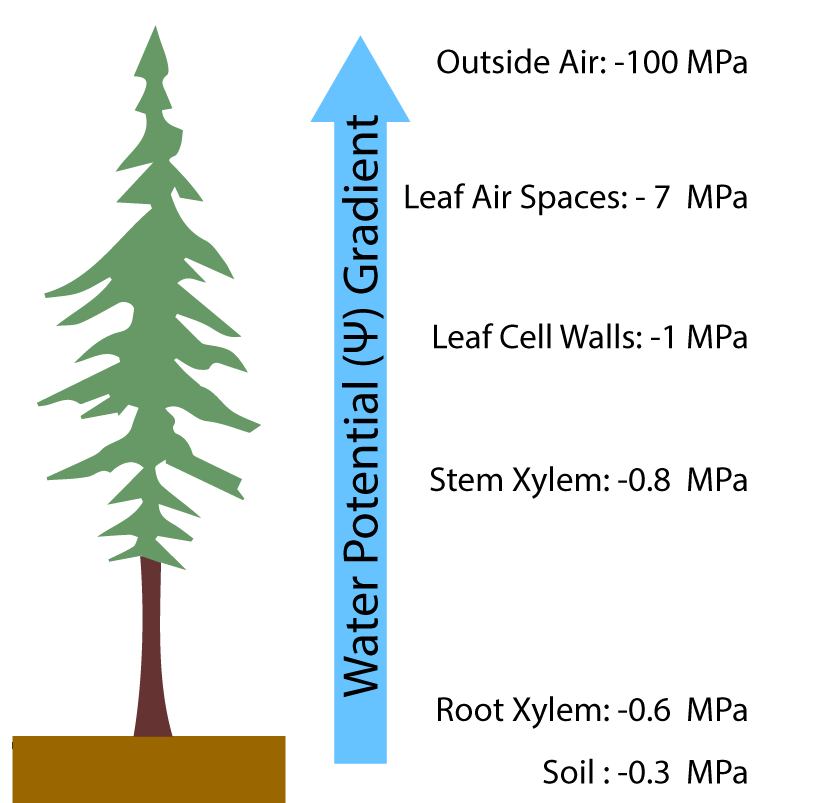 Outside Air: -100 MPa
Leaf Air Spaces: - 7 MPa
Leaf Cell Walls: -1 MPa
Stem Xylem: -0.8 MPa
Root Xylem: -0.6 MPa
Soil : -0.3 MPa
Water Potential (Ψ) Gradient